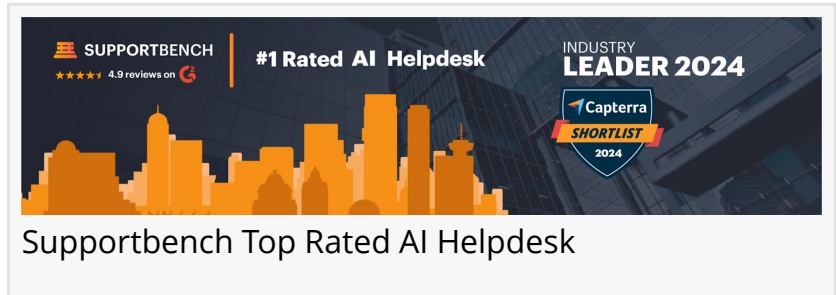 SUPPORTBENCH
4.9 reviews on G2
#1 Rated AI Helpdesk
INDUSTRY
LEADER 2024
Capterra
SHORTLIST
2024
Supportbench Top Rated AI Helpdesk